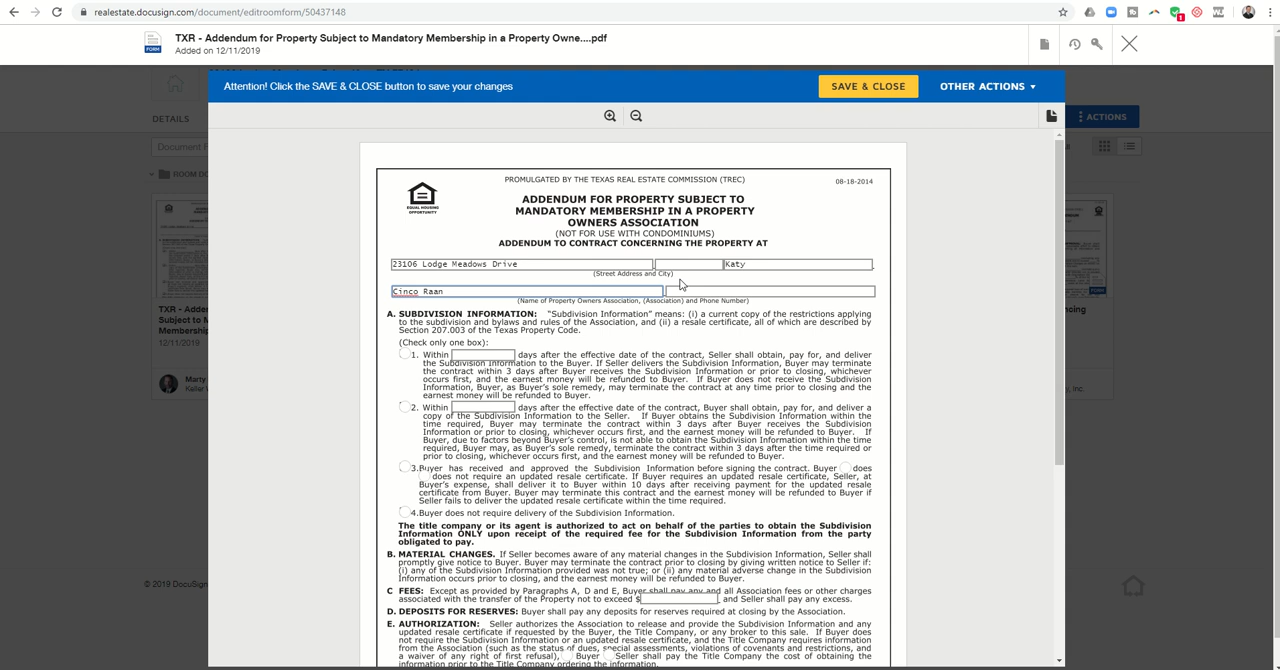 realestate.docusign.com/document/editroomform/50437148
1
TXR - Addendum for Property Subject to Mandatory Membership in a Property Owne....pdf
FORM
Added on 12/11/2019
Attention! Click the SAVE & CLOSE button to save your changes
SAVE & CLOSE
OTHER ACTIONS
DETAILS
ACTIONS
Document F
ROOM DO
PROMULGATED BY THE TEXAS REAL ESTATE COMMISSION (TREC)
08-18-2014
EQUAL HOUSING
OPPORTUNITY
ADDENDUM FOR PROPERTY SUBJECT TO
MANDATORY MEMBERSHIP IN A PROPERTY
OWNERS ASSOCIATION
(NOT FOR USE WITH CONDOMINIUMS)
ADDENDUM TO CONTRACT CONCERNING THE PROPERTY AT
23106 Lodge Meadows Drive Katy
(Street Address and City)
Cinco Raan
(Name of Property Owners Association, (Association) and Phone Number)
A. SUBDIVISION INFORMATION: "Subdivision Information" means: (i) a current copy of the restrictions applying
to the subdivision and bylaws and rules of the Association, and (ii) a resale certificate, all of which are described by
Section 207.003 of the Texas Property Code.
(Check only one box):
1. Within days after the effective date of the contract, Seller shall obtain, pay for, and deliver
the Subdivision Information to the Buyer. If Seller delivers the Subdivision Information, Buyer may terminate
the contract within 3 days after Buyer receives the Subdivision Information or prior to closing, whichever
occurs first, and the earnest money will be refunded to Buyer. If Buyer does not receive the Subdivision
Information, Buyer, as Buyer's sole remedy, may terminate the contract at any time prior to closing and the
earnest money will be refunded to Buyer.
2. Within days after the effective date of the contract, Buyer shall obtain, pay for, and deliver a
copy of the Subdivision Information to the Seller. If Buyer obtains the Subdivision Information within the
time required, Buyer may terminate the contract within 3 days after Buyer receives the Subdivision
Information or prior to closing, whichever occurs first, and the earnest money will be refunded to Buyer. If
Buyer, due to factors beyond Buyer's control, is not able to obtain the Subdivision Information within the time
required, Buyer may, as Buyer's sole remedy, terminate the contract within 3 days after the time required or
prior to closing, whichever occurs first, and the earnest money will be refunded to Buyer.
3.Buyer has received and approved the Subdivision Information before signing the contract. Buyer does
does not require an updated resale certificate. If Buyer requires an updated resale certificate, Seller, at
Buyer's expense, shall deliver it to Buyer within 10 days after receiving payment for the updated resale
certificate from Buyer. Buyer may terminate this contract and the earnest money will be refunded to Buyer if
Seller fails to deliver the updated resale certificate within the time required.
4.Buyer does not require delivery of the Subdivision Information.
The title company or its agent is authorized to act on behalf of the parties to obtain the Subdivision
Information ONLY upon receipt of the required fee for the Subdivision Information from the party
obligated to pay.
B. MATERIAL CHANGES. If Seller becomes aware of any material changes in the Subdivision Information, Seller shall
promptly give notice to Buyer. Buyer may terminate the contract prior to closing by giving written notice to Seller if:
(i) any of the Subdivision Information provided was not true; or (ii) any material adverse change in the Subdivision
Information occurs prior to closing, and the earnest money will be refunded to Buyer.
C FEES: Except as provided by Paragraphs A, D and E, Buyer shall pay any and all Association fees or other charges
associated with the transfer of the Property not to exceed $ and Seller shall pay any excess.
D. DEPOSITS FOR RESERVES: Buyer shall pay any deposits for reserves required at closing by the Association.
E. AUTHORIZATION: Seller authorizes the Association to release and provide the Subdivision Information and any
updated resale certificate if requested by the Buyer, the Title Company, or any broker to this sale. If Buyer does
not require the Subdivision Information or an updated resale certificate, and the Title Company requires information
from the Association (such as the status of dues, special assessments, violations of covenants and restrictions, and
a waiver of any right of first refusal), Buyer Seller shall pay the Title Company the cost of obtaining the
information prior to the Title Company ordering the information.
TXR - Adden
Subject to M
Membership
12/11/2019
Marty
Keller W
FORM
ncing
y, inc.
© 2019 DocuSign